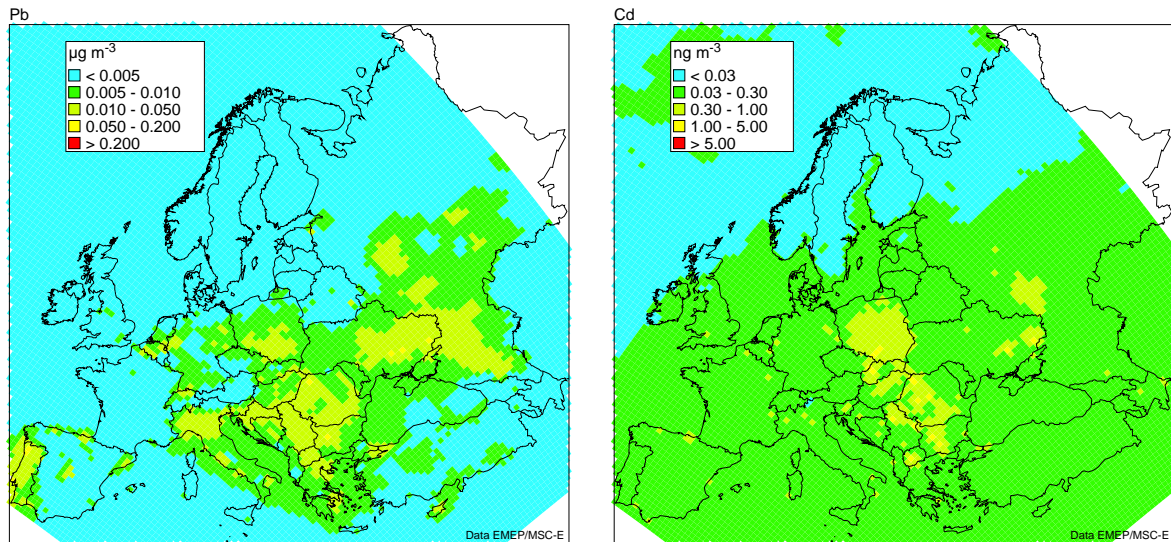 Pb
µg m-3
< 0.005
0.005 - 0.010
0.010 - 0.050
0.050 - 0.200
> 0.200
Data EMEP/MSC-E
Cd
ng m-3
< 0.03
0.03 - 0.30
0.30 - 1.00
1.00 - 5.00
> 5.00
Data EMEP/MSC-E